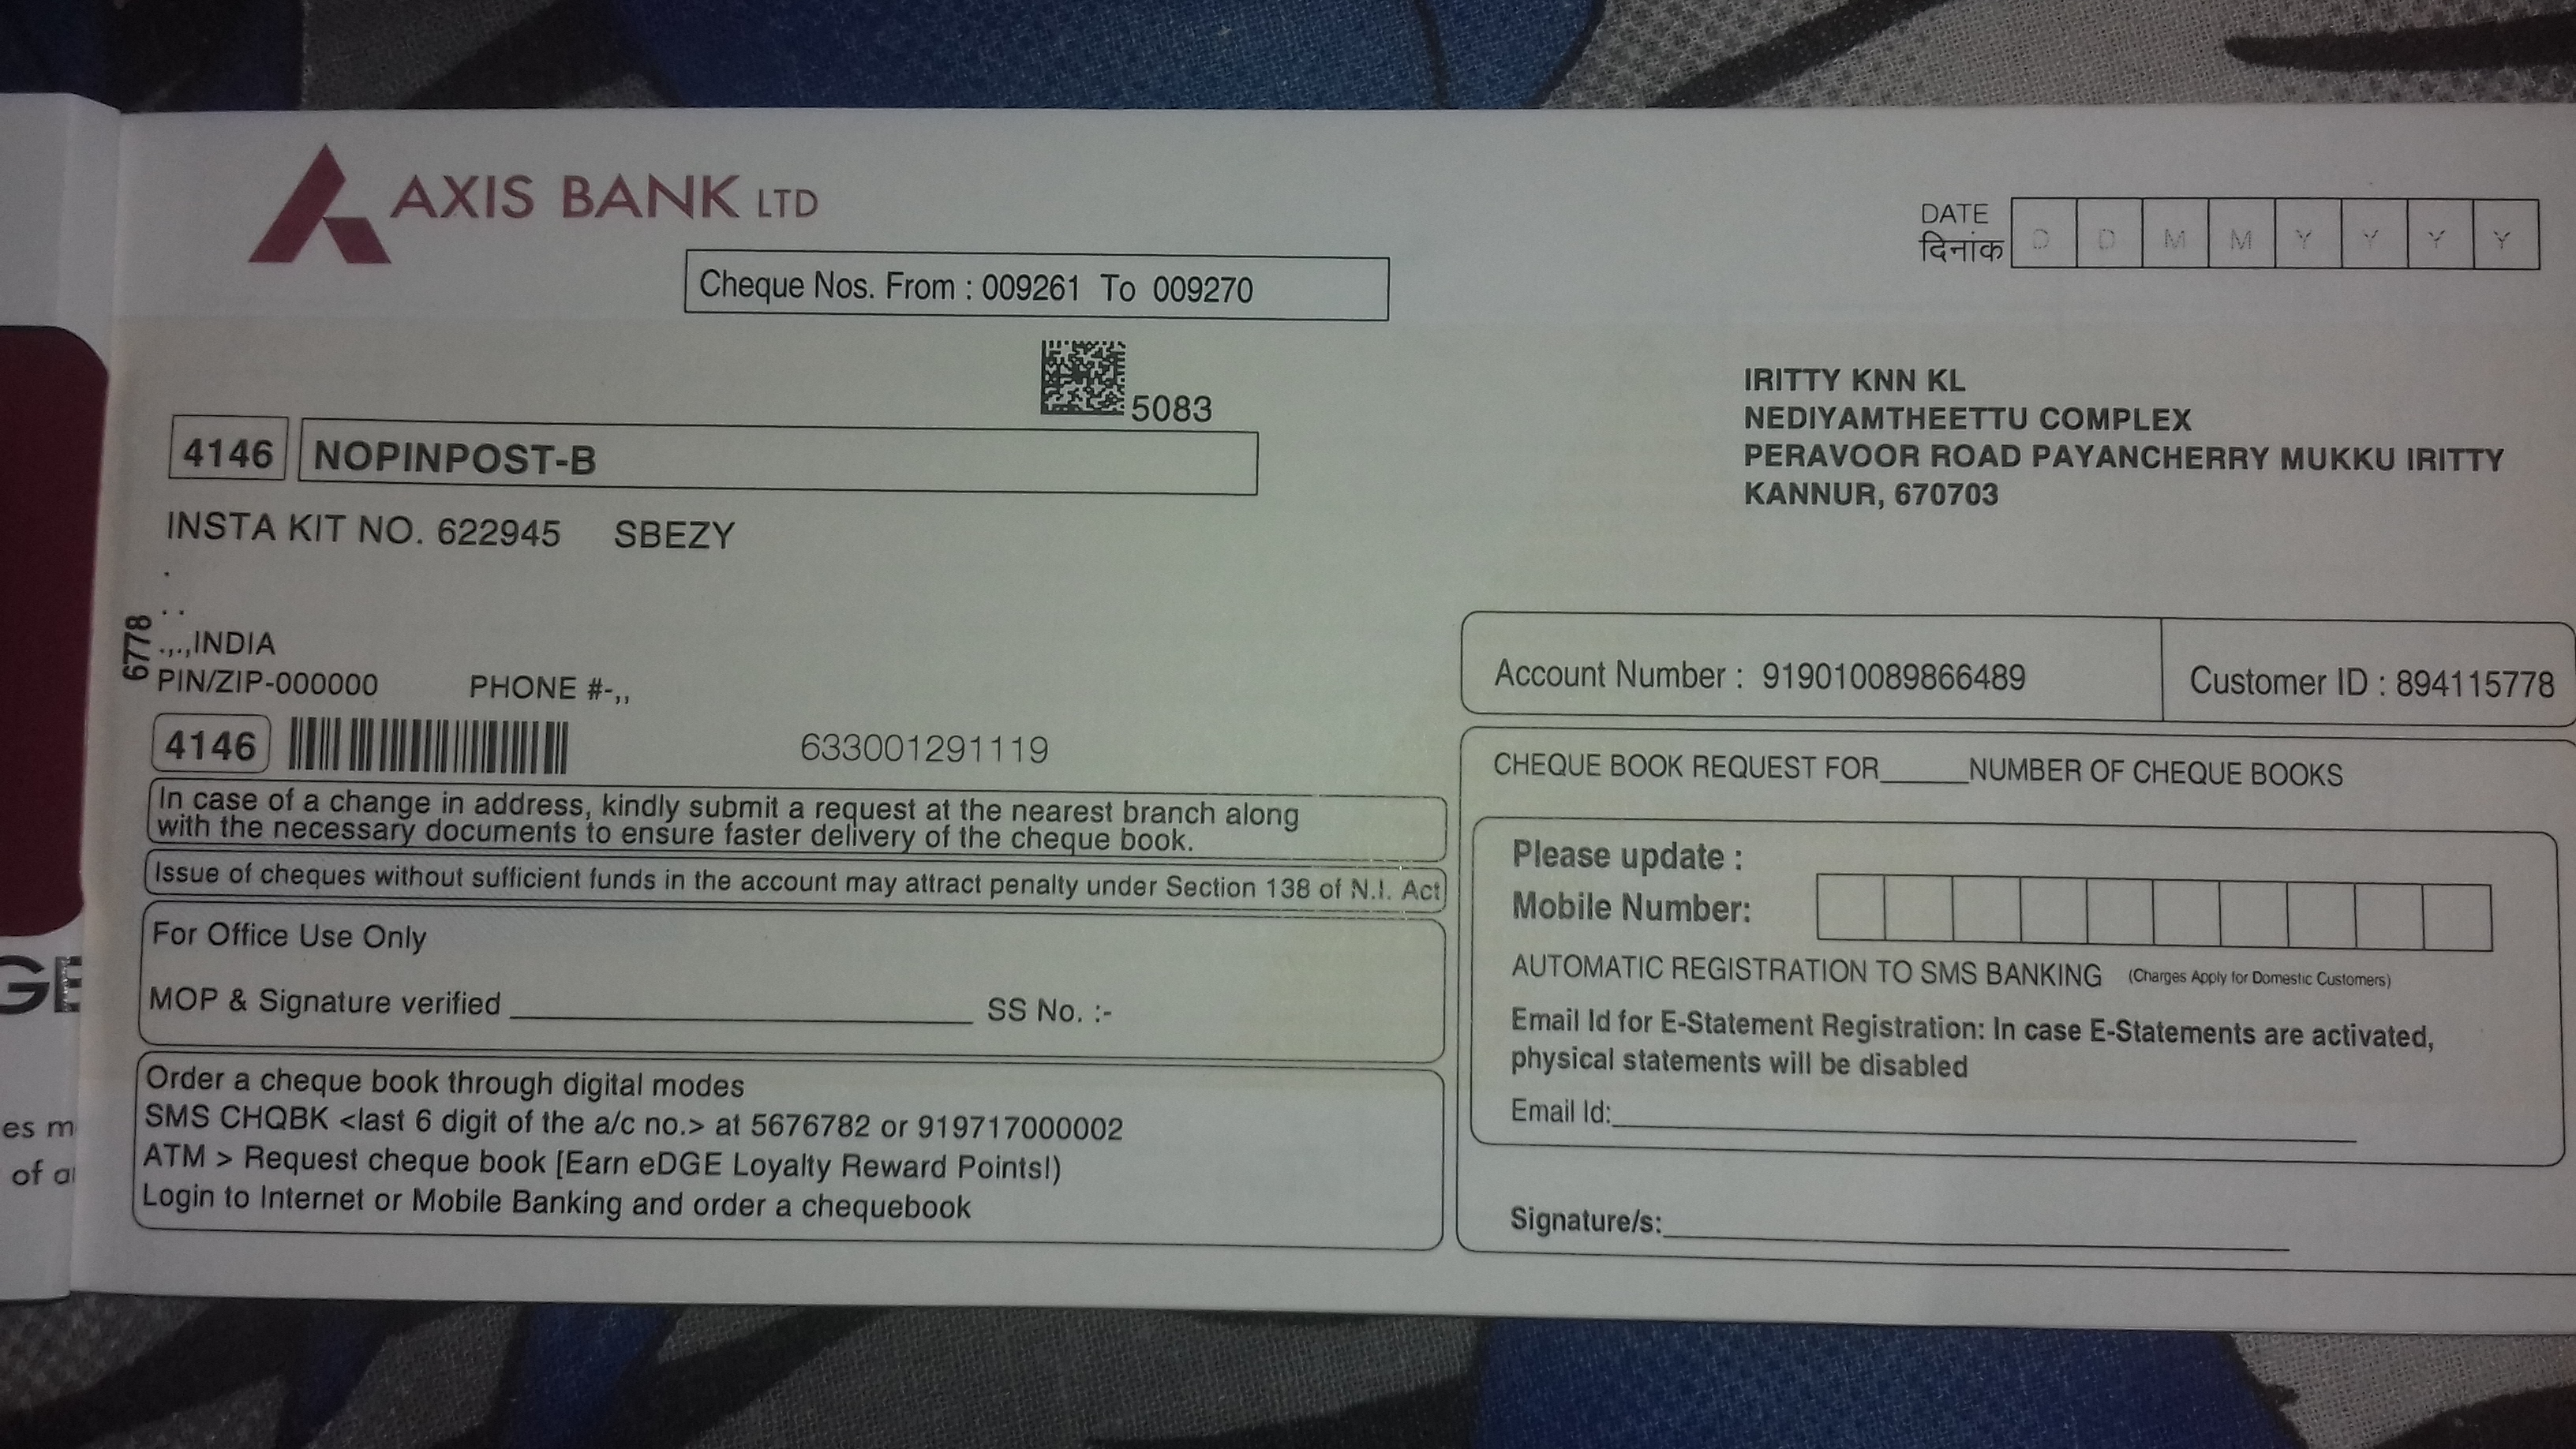 AXIS BANK LTD
Cheque Nos. From : 009261 To 009270
DATE
दिनांक
D D M M Y Y Y Y
5083
4146 NOPINPOST-B
INSTA KIT NO. 622945 SBEZY
IRITTY KNN KL
NEDIYAMTHEETTU COMPLEX
PERAVOOR ROAD PAYANCHERRY MUKKU IRITTY
KANNUR, 670703
.,,,INDIA
PIN/ZIP-000000 PHONE #-,,
4146
633001291119
Account Number : 919010089866489
Customer ID : 894115778
In case of a change in address, kindly submit a request at the nearest branch along
with the necessary documents to ensure faster delivery of the cheque book.
Issue of cheques without sufficient funds in the account may attract penalty under Section 138 of N.I. Act
For Office Use Only
MOP & Signature verified SS No. :-
Order a cheque book through digital modes
SMS CHQBK <last 6 digit of the a/c no.> at 5676782 or 919717000002
ATM > Request cheque book [Earn eDGE Loyalty Reward Points!)
Login to Internet or Mobile Banking and order a chequebook
CHEQUE BOOK REQUEST FOR____NUMBER OF CHEQUE BOOKS
Please update :
Mobile Number:
AUTOMATIC REGISTRATION TO SMS BANKING (Charges Apply for Domestic Customers)
Email Id for E-Statement Registration: In case E-Statements are activated,
physical statements will be disabled
Email Id:
Signature/s:
GE
es m
of a